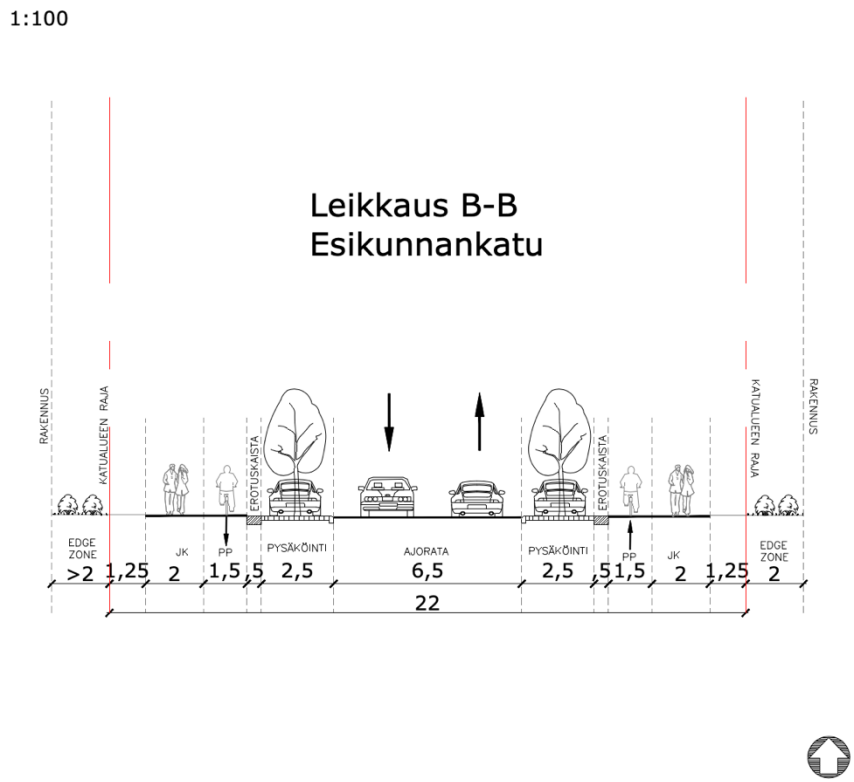 1:100
Leikkaus B-B
Esikunnankatu
RAKENNUS
KATUALUEEN RAJA
EROTUSKAISTA
EROTUSKAISTA
KATUALUEEN RAJA
RAKENNUS
EDGE ZONE
JK
PP
PYSÄKÖINTI
AJORATA
PYSÄKÖINTI
PP
JK
EDGE ZONE
>2 1,25 2 1,5 ,5 2,5 6,5 2,5 ,5 1,5 2 1,25 2
22